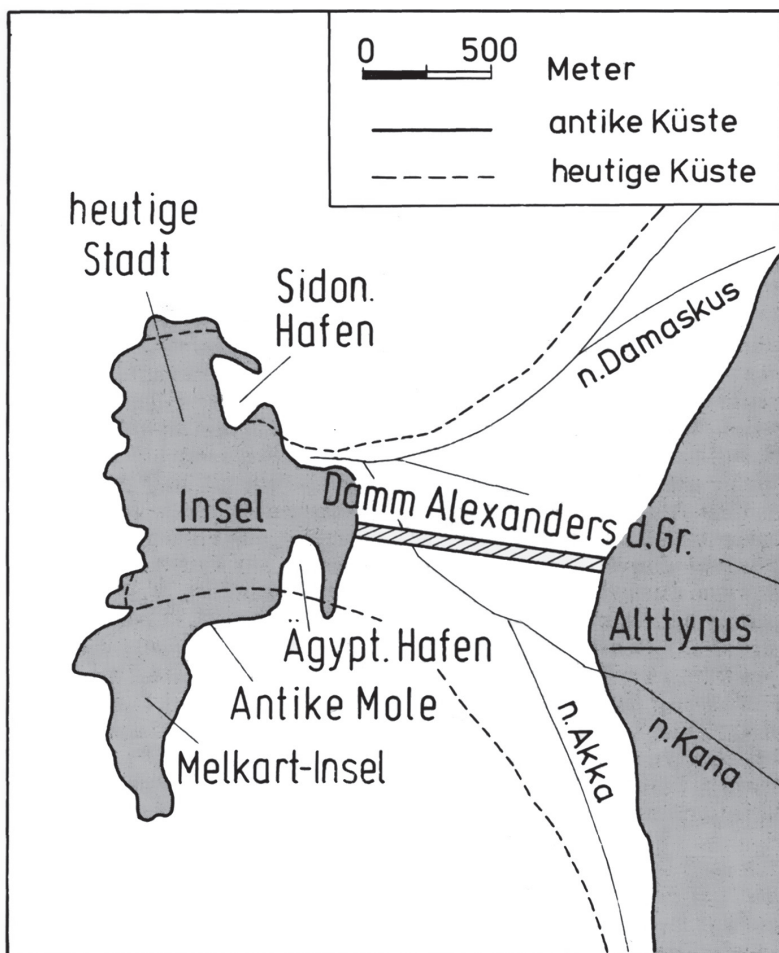 0 500 Meter
antike Küste
heutige Küste
heutige
Stadt
Sidon.
Hafen
n.Damaskus
Insel
Damm Alexanders d.Gr.
Alttyrus
Ägypt. Hafen
Antike Mole
Melkart-Insel
n.Akka
n.Kana